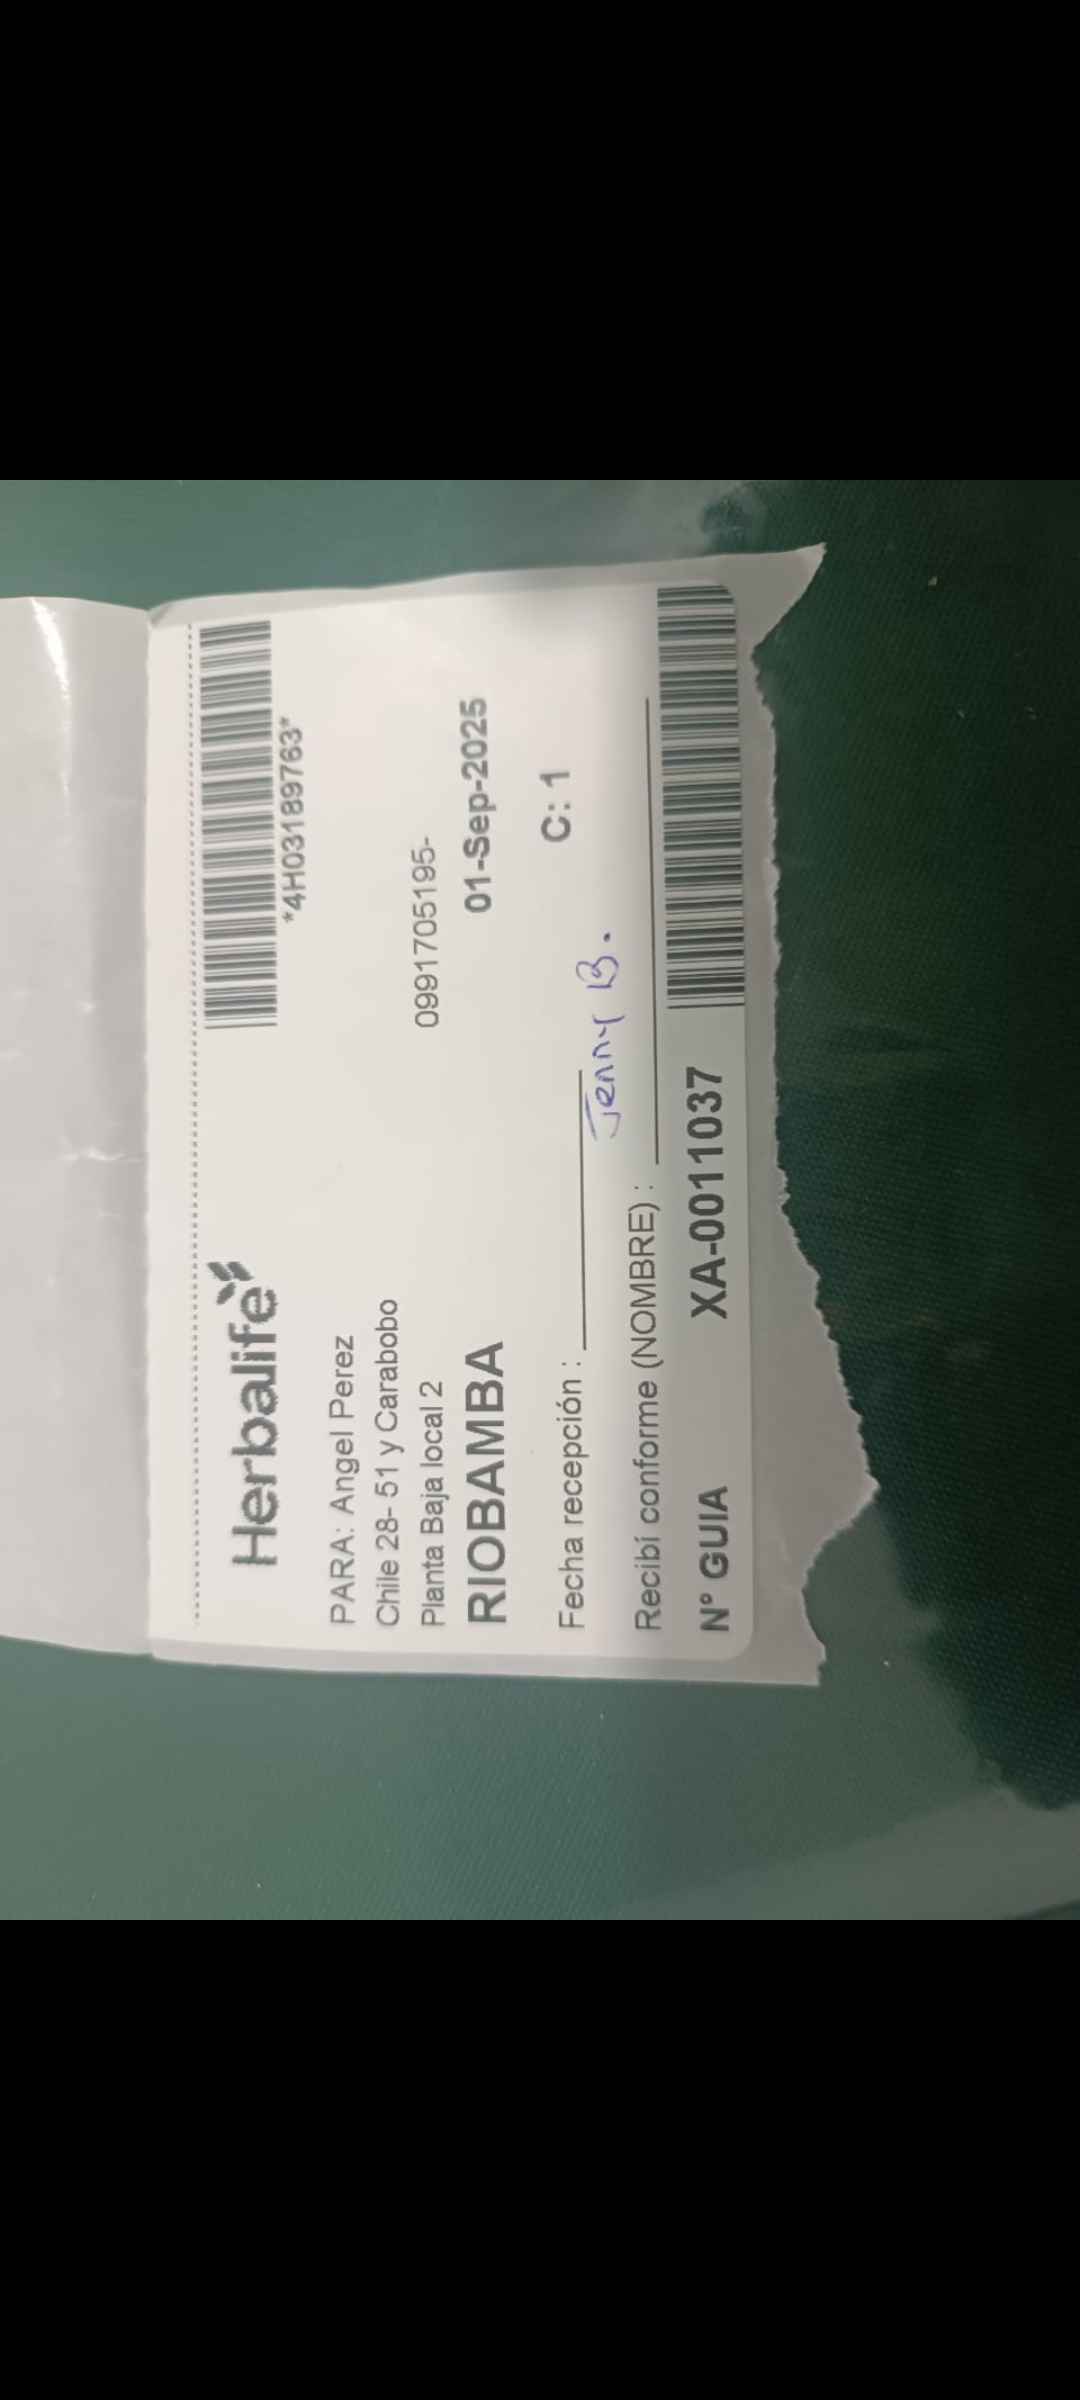 Herbalife
*4H03189763*
PARA: Angel Perez
Chile 28- 51 y Carabobo
Planta Baja local 2 0991705195-
RIOBAMBA 01-Sep-2025
Fecha recepción : C: 1
Jenny B.
Recibí conforme (NOMBRE) :
N° GUIA XA-0011037